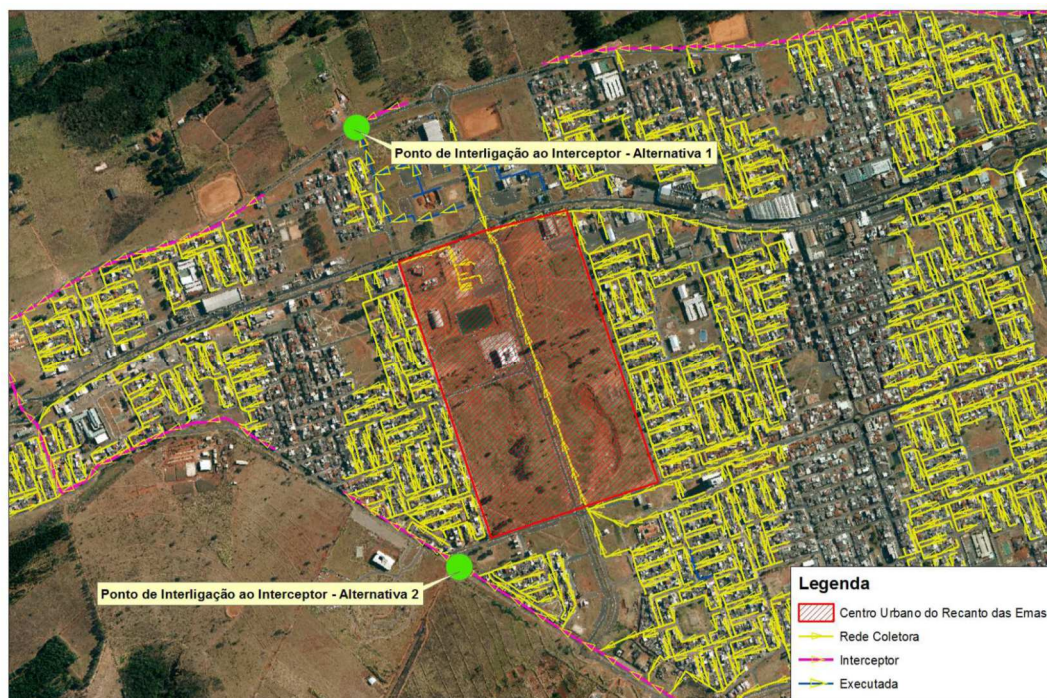 Ponto de Interligação ao Interceptor - Alternativa 1
Ponto de Interligação ao Interceptor - Alternativa 2
Legenda
Centro Urbano do Recanto das Emas
Rede Coletora
Interceptor
Executada